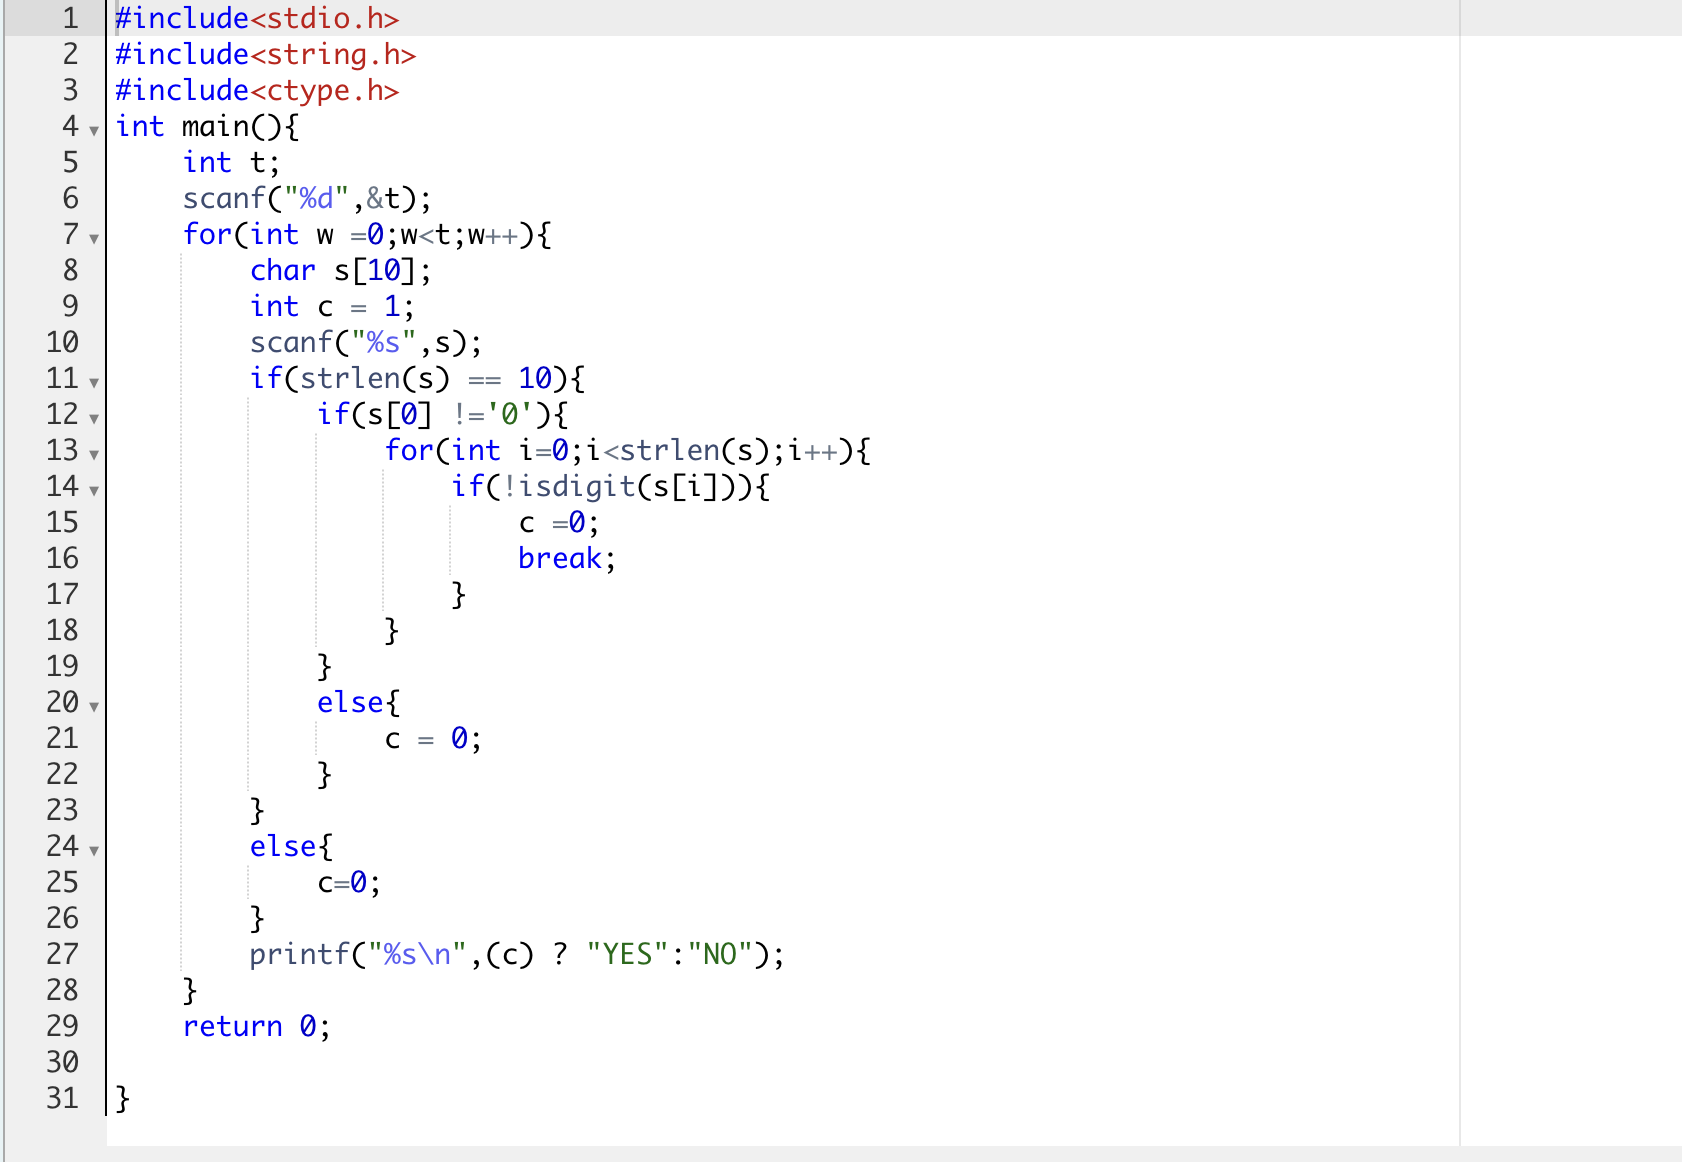 1 #include<stdio.h>
2 #include<string.h>
3 #include<ctype.h>
4 int main(){
5     int t;
6     scanf("%d",&t);
7     for(int w =0;w<t;w++){
8         char s[10];
9         int c = 1;
10         scanf("%s",s);
11         if(strlen(s) == 10){
12             if(s[0] !='0'){
13                 for(int i=0;i<strlen(s);i++){
14                     if(!isdigit(s[i])){
15                         c =0;
16                         break;
17                     }
18                 }
19             }
20             else{
21                 c = 0;
22             }
23         }
24         else{
25             c=0;
26         }
27         printf("%s\n",(c) ? "YES":"NO");
28     }
29     return 0;
30
31 }